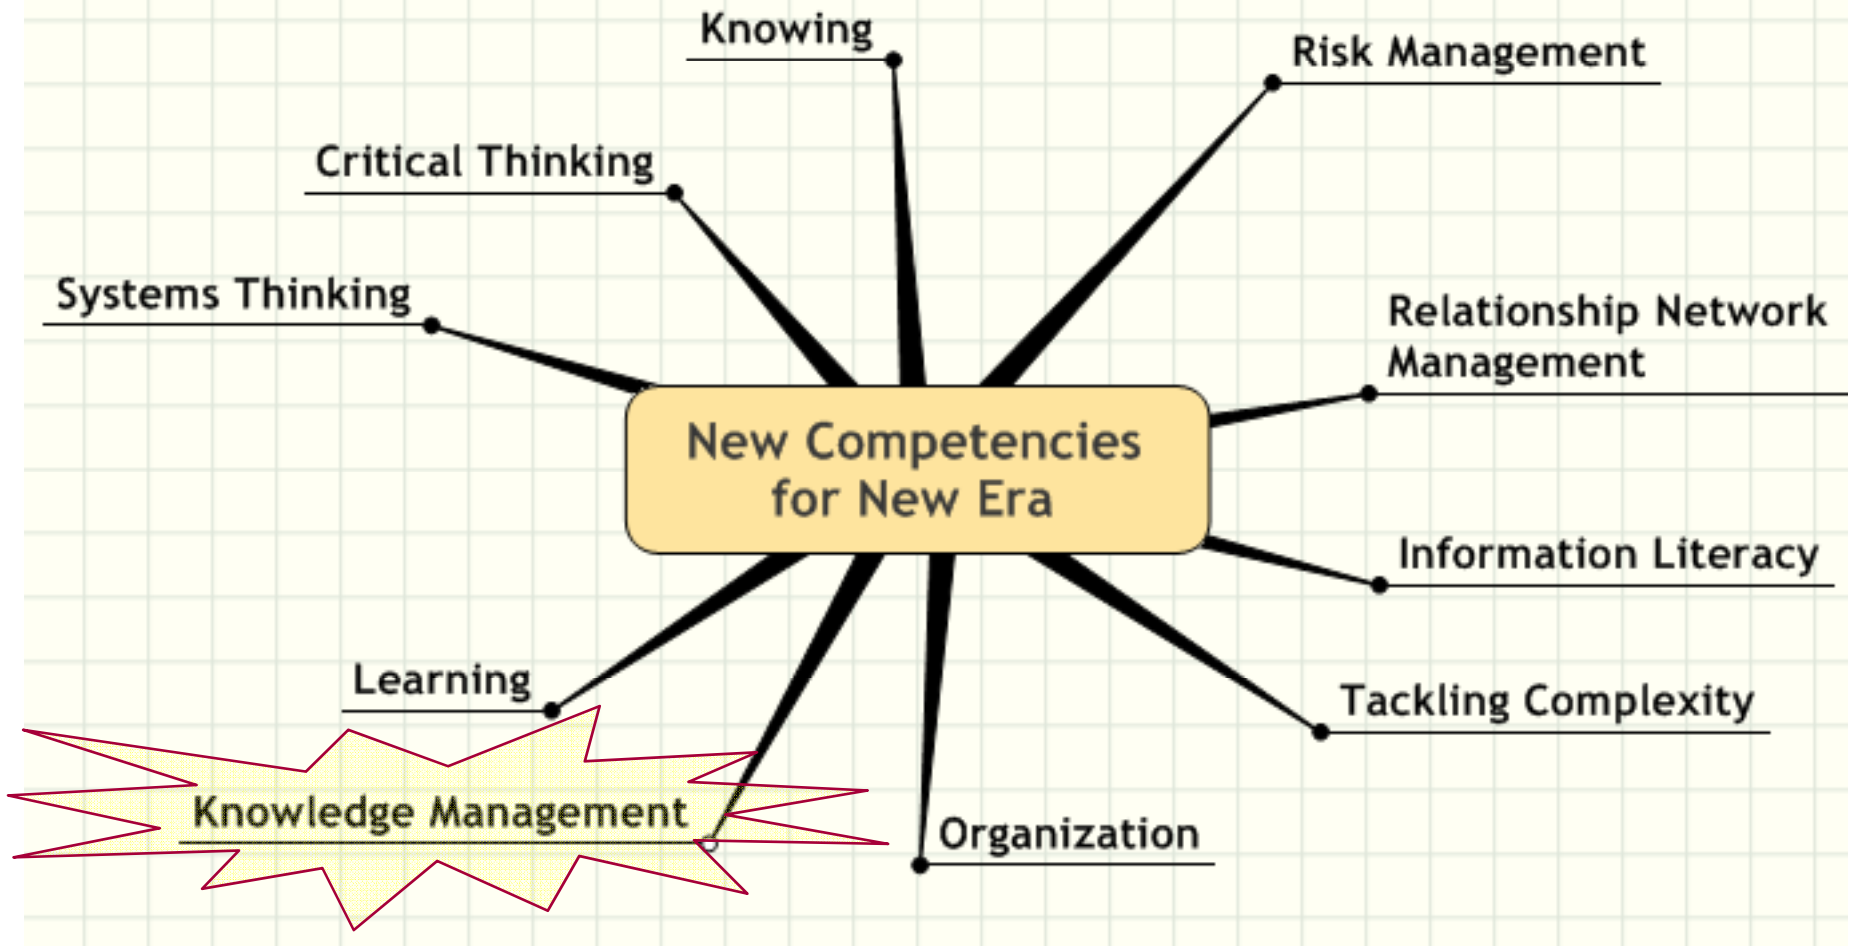 Knowing
Risk Management
Critical Thinking
Systems Thinking
Relationship Network
Management
New Competencies
for New Era
Information Literacy
Learning
Tackling Complexity
Knowledge Management
Organization